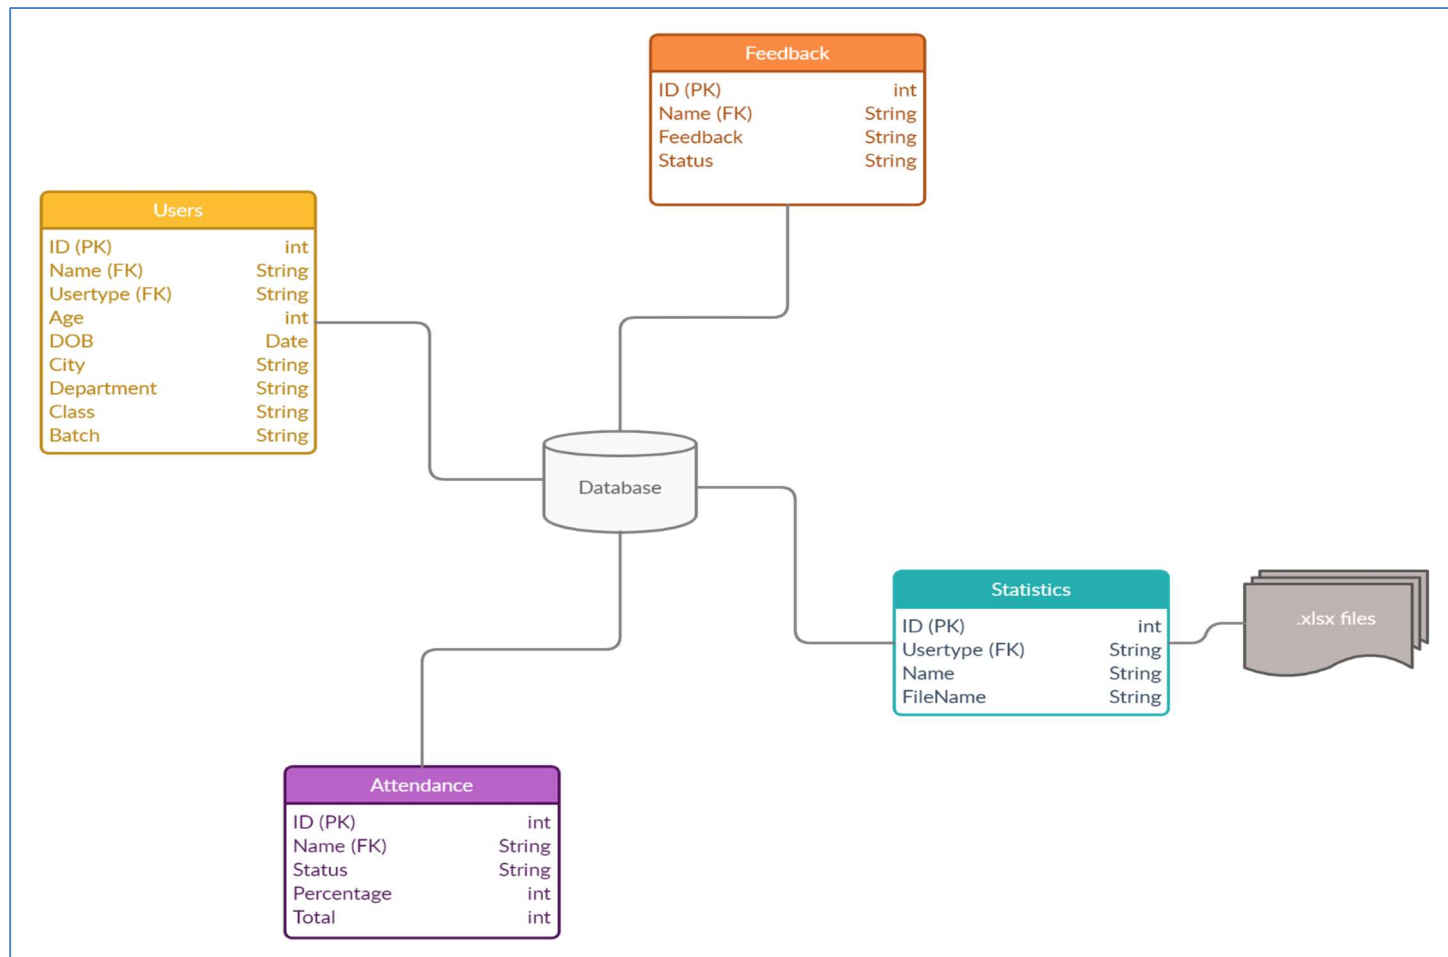 Feedback
ID (PK) int
Name (FK) String
Feedback String
Status String
Users
ID (PK) int
Name (FK) String
Usertype (FK) String
Age int
DOB Date
City String
Department String
Class String
Batch String
Database
Statistics
ID (PK) int
Usertype (FK) String
Name String
FileName String
.xlsx files
Attendance
ID (PK) int
Name (FK) String
Status String
Percentage int
Total int